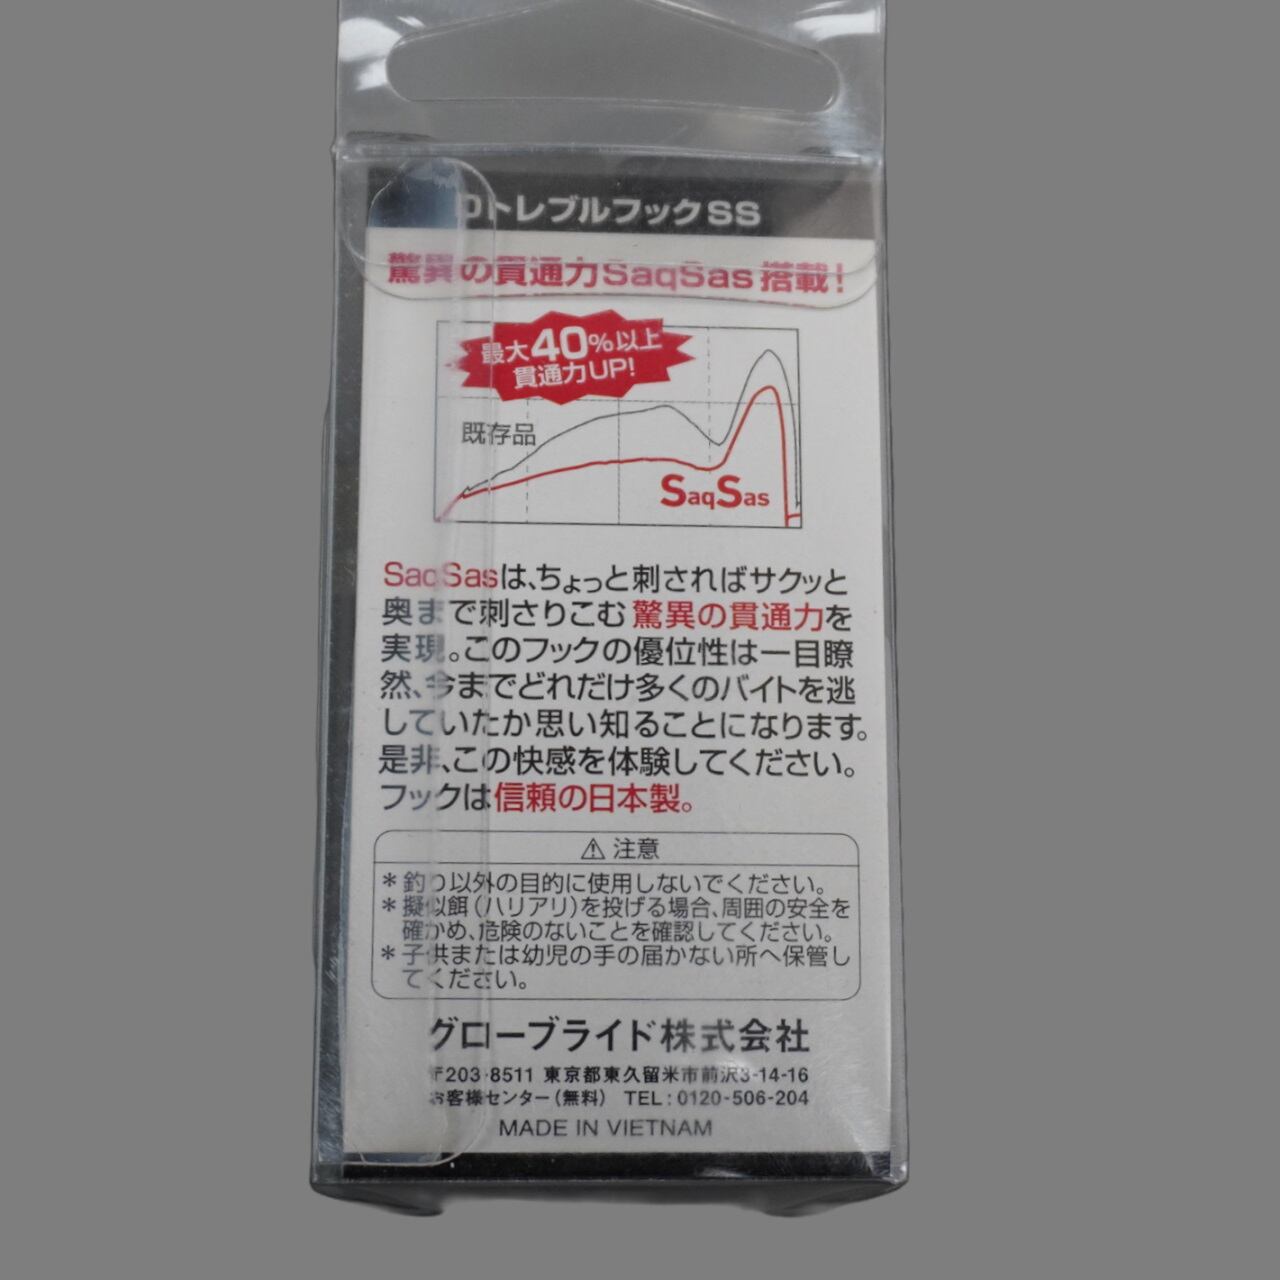 トレブルフックSS
驚異の貫通力SaqSas搭載!
最大40%以上
貫通力UP!
既存品
SaqSas
SaqSasは、ちょっと刺さればサクッと
奥まで刺さりこむ驚異の貫通力を
実現。このフックの優位性は一目瞭
然、今までどれだけ多くのバイトを逃
していたか思い知ることになります。
是非、この快感を体験してください。
フックは信頼の日本製。
⚠ 注意
*釣り以外の目的に使用しないでください。
*擬似餌(ハリアリ)を投げる場合、周囲の安全を
確かめ、危険のないことを確認してください。
*子供または幼児の手の届かない所へ保管し
てください。
グローブライド株式会社
〒203-8511 東京都東久留米市前沢3-14-16
お客様センター(無料) TEL:0120-506-204
MADE IN VIETNAM